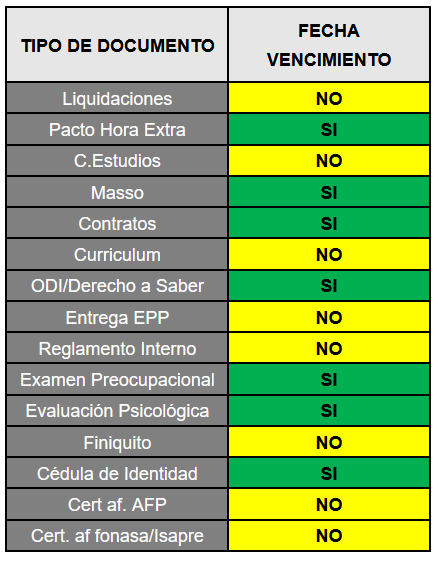 TIPO DE DOCUMENTO FECHA VENCIMIENTO
Liquidaciones NO
Pacto Hora Extra SI
C.Estudios NO
Masso SI
Contratos SI
Curriculum NO
ODI/Derecho a Saber SI
Entrega EPP NO
Reglamento Interno NO
Examen Preocupacional SI
Evaluación Psicológica SI
Finiquito NO
Cédula de Identidad SI
Cert af. AFP NO
Cert. af fonasa/Isapre NO